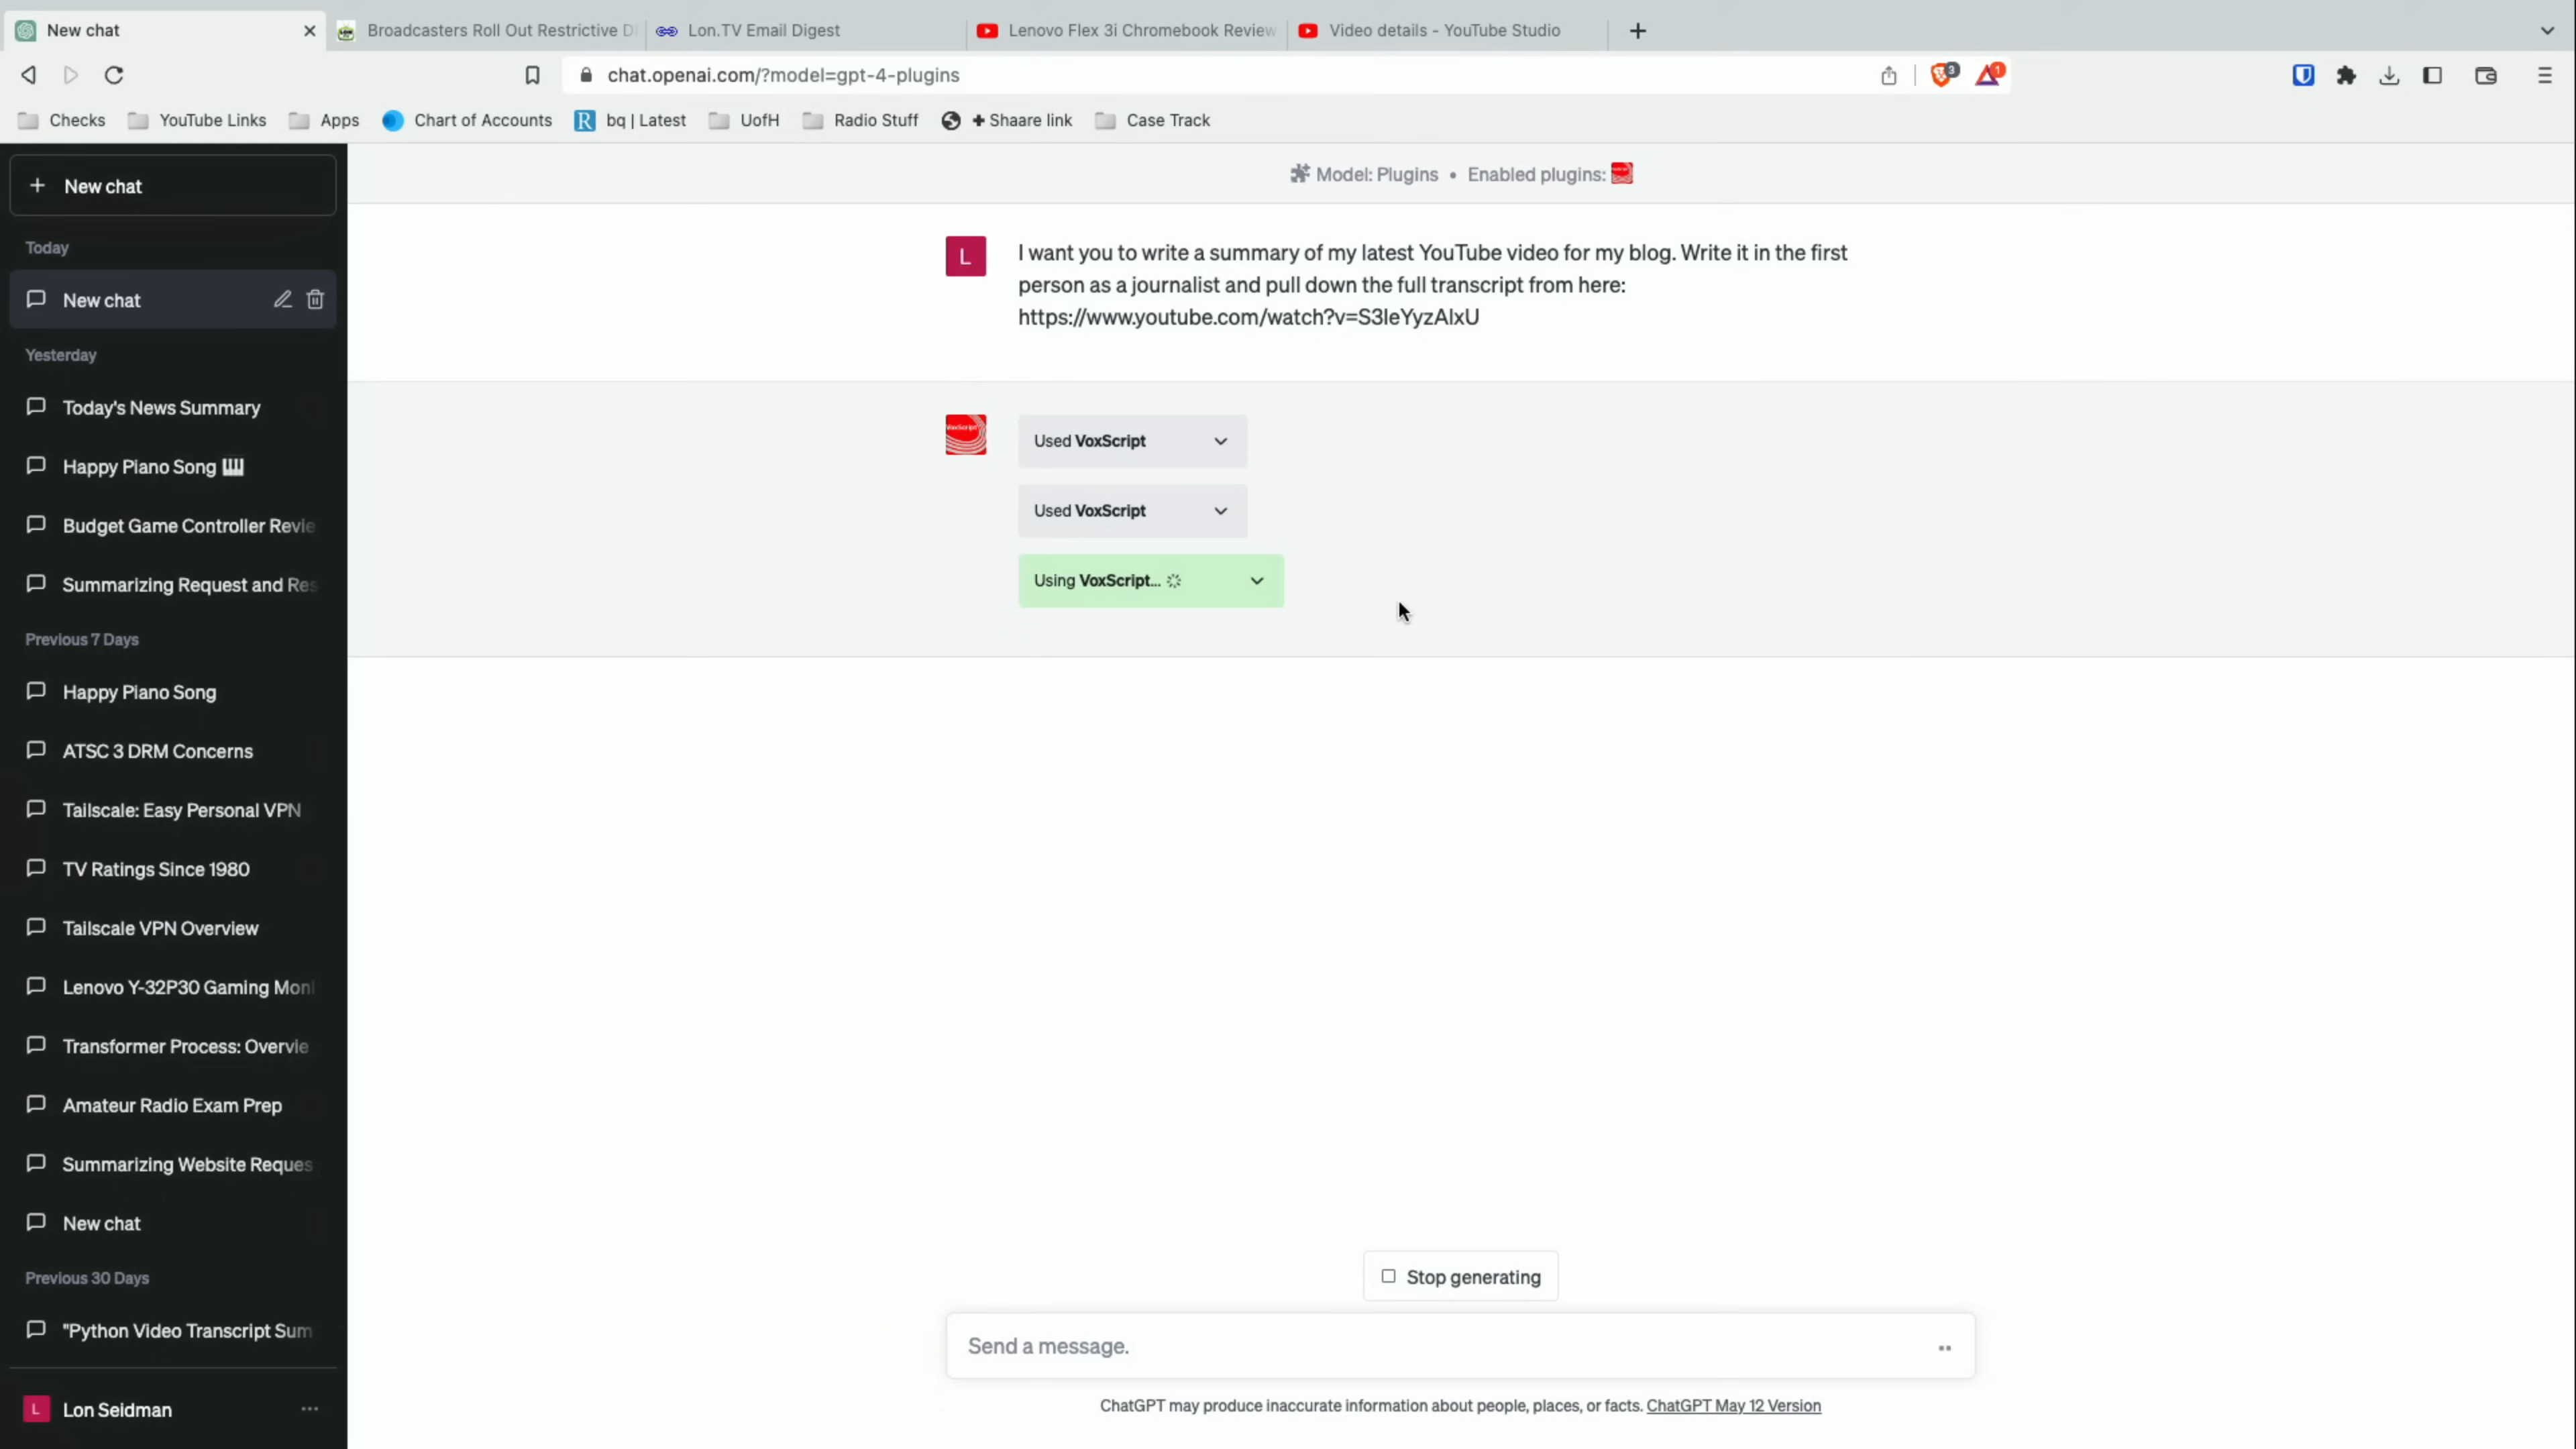 New chat
Broadcasters Roll Out Restrictive D
Lon.TV Email Digest
Lenovo Flex 3i Chromebook Review
Video details - YouTube Studio
chat.openai.com/?model=gpt-4-plugins
3
1
Checks
YouTube Links
Apps
Chart of Accounts
R
bq | Latest
UofH
Radio Stuff
+ Shaare link
Case Track
+ New chat
Model: Plugins • Enabled plugins:
Today
New chat
Yesterday
Today's News Summary
Happy Piano Song
Budget Game Controller Revie
Summarizing Request and Res
Previous 7 Days
Happy Piano Song
ATSC 3 DRM Concerns
Tailscale: Easy Personal VPN
TV Ratings Since 1980
Tailscale VPN Overview
Lenovo Y-32P30 Gaming Moni
Transformer Process: Overvie
Amateur Radio Exam Prep
Summarizing Website Reques
New chat
Previous 30 Days
"Python Video Transcript Sum
L
Lon Seidman
L
I want you to write a summary of my latest YouTube video for my blog. Write it in the first
person as a journalist and pull down the full transcript from here:
https://www.youtube.com/watch?v=S3IeYyzAlxU
VoxScript
Used VoxScript
Used VoxScript
Using VoxScript...
Stop generating
Send a message.
ChatGPT may produce inaccurate information about people, places, or facts. ChatGPT May 12 Version